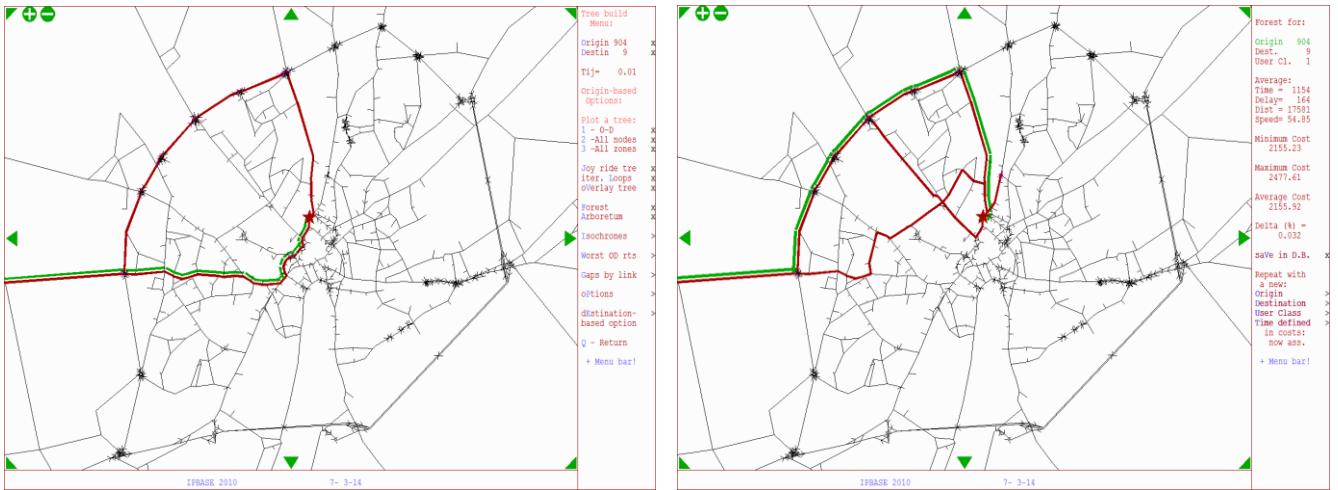 Tree build
Menu:
Origin 904 x
Destin 9 x
Tij= 0.01
Origin-based
Options:
Plot a tree:
1 - O-D x
2 -All nodes x
3 -All zones x
Joy ride tre x
iter. Loops x
oVerlay tree x
Forest x
Arboretum x
Isochrones >
Worst OD rts >
Gaps by link >
oPtions >
dEstination- >
based option
Q - Return
+ Menu bar!
IPBASE 2010 7- 3-14
Forest for:
Origin 904
Dest. 9
User Cl. 1
Average:
Time = 1154
Delay= 164
Dist = 17581
Speed= 54.85
Minimum Cost
2155.23
Maximum Cost
2477.61
Average Cost
2155.92
Delta (%) =
0.032
saVe in D.B. x
Repeat with
a new:
Origin >
Destination >
User Class >
Time defined >
in costs:
now ass.
+ Menu bar!
IPBASE 2010 7- 3-14